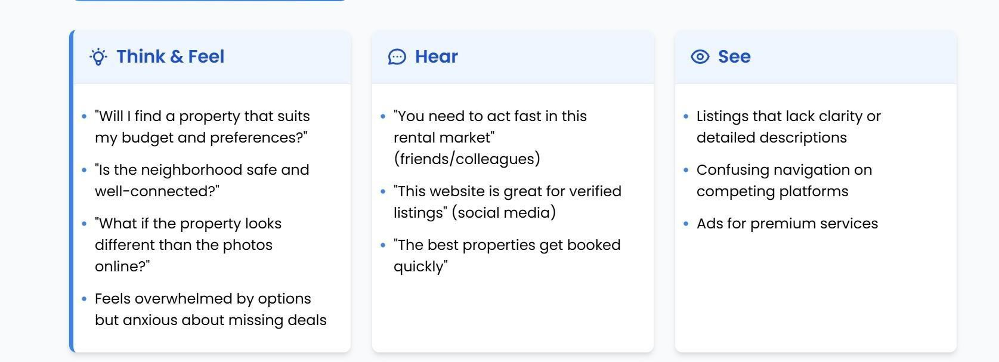 Think & Feel
"Will I find a property that suits
my budget and preferences?"
"Is the neighborhood safe and
well-connected?"
"What if the property looks
different than the photos
online?"
Feels overwhelmed by options
but anxious about missing deals
Hear
"You need to act fast in this
rental market"
(friends/colleagues)
"This website is great for verified
listings" (social media)
"The best properties get booked
quickly"
See
Listings that lack clarity or
detailed descriptions
Confusing navigation on
competing platforms
Ads for premium services